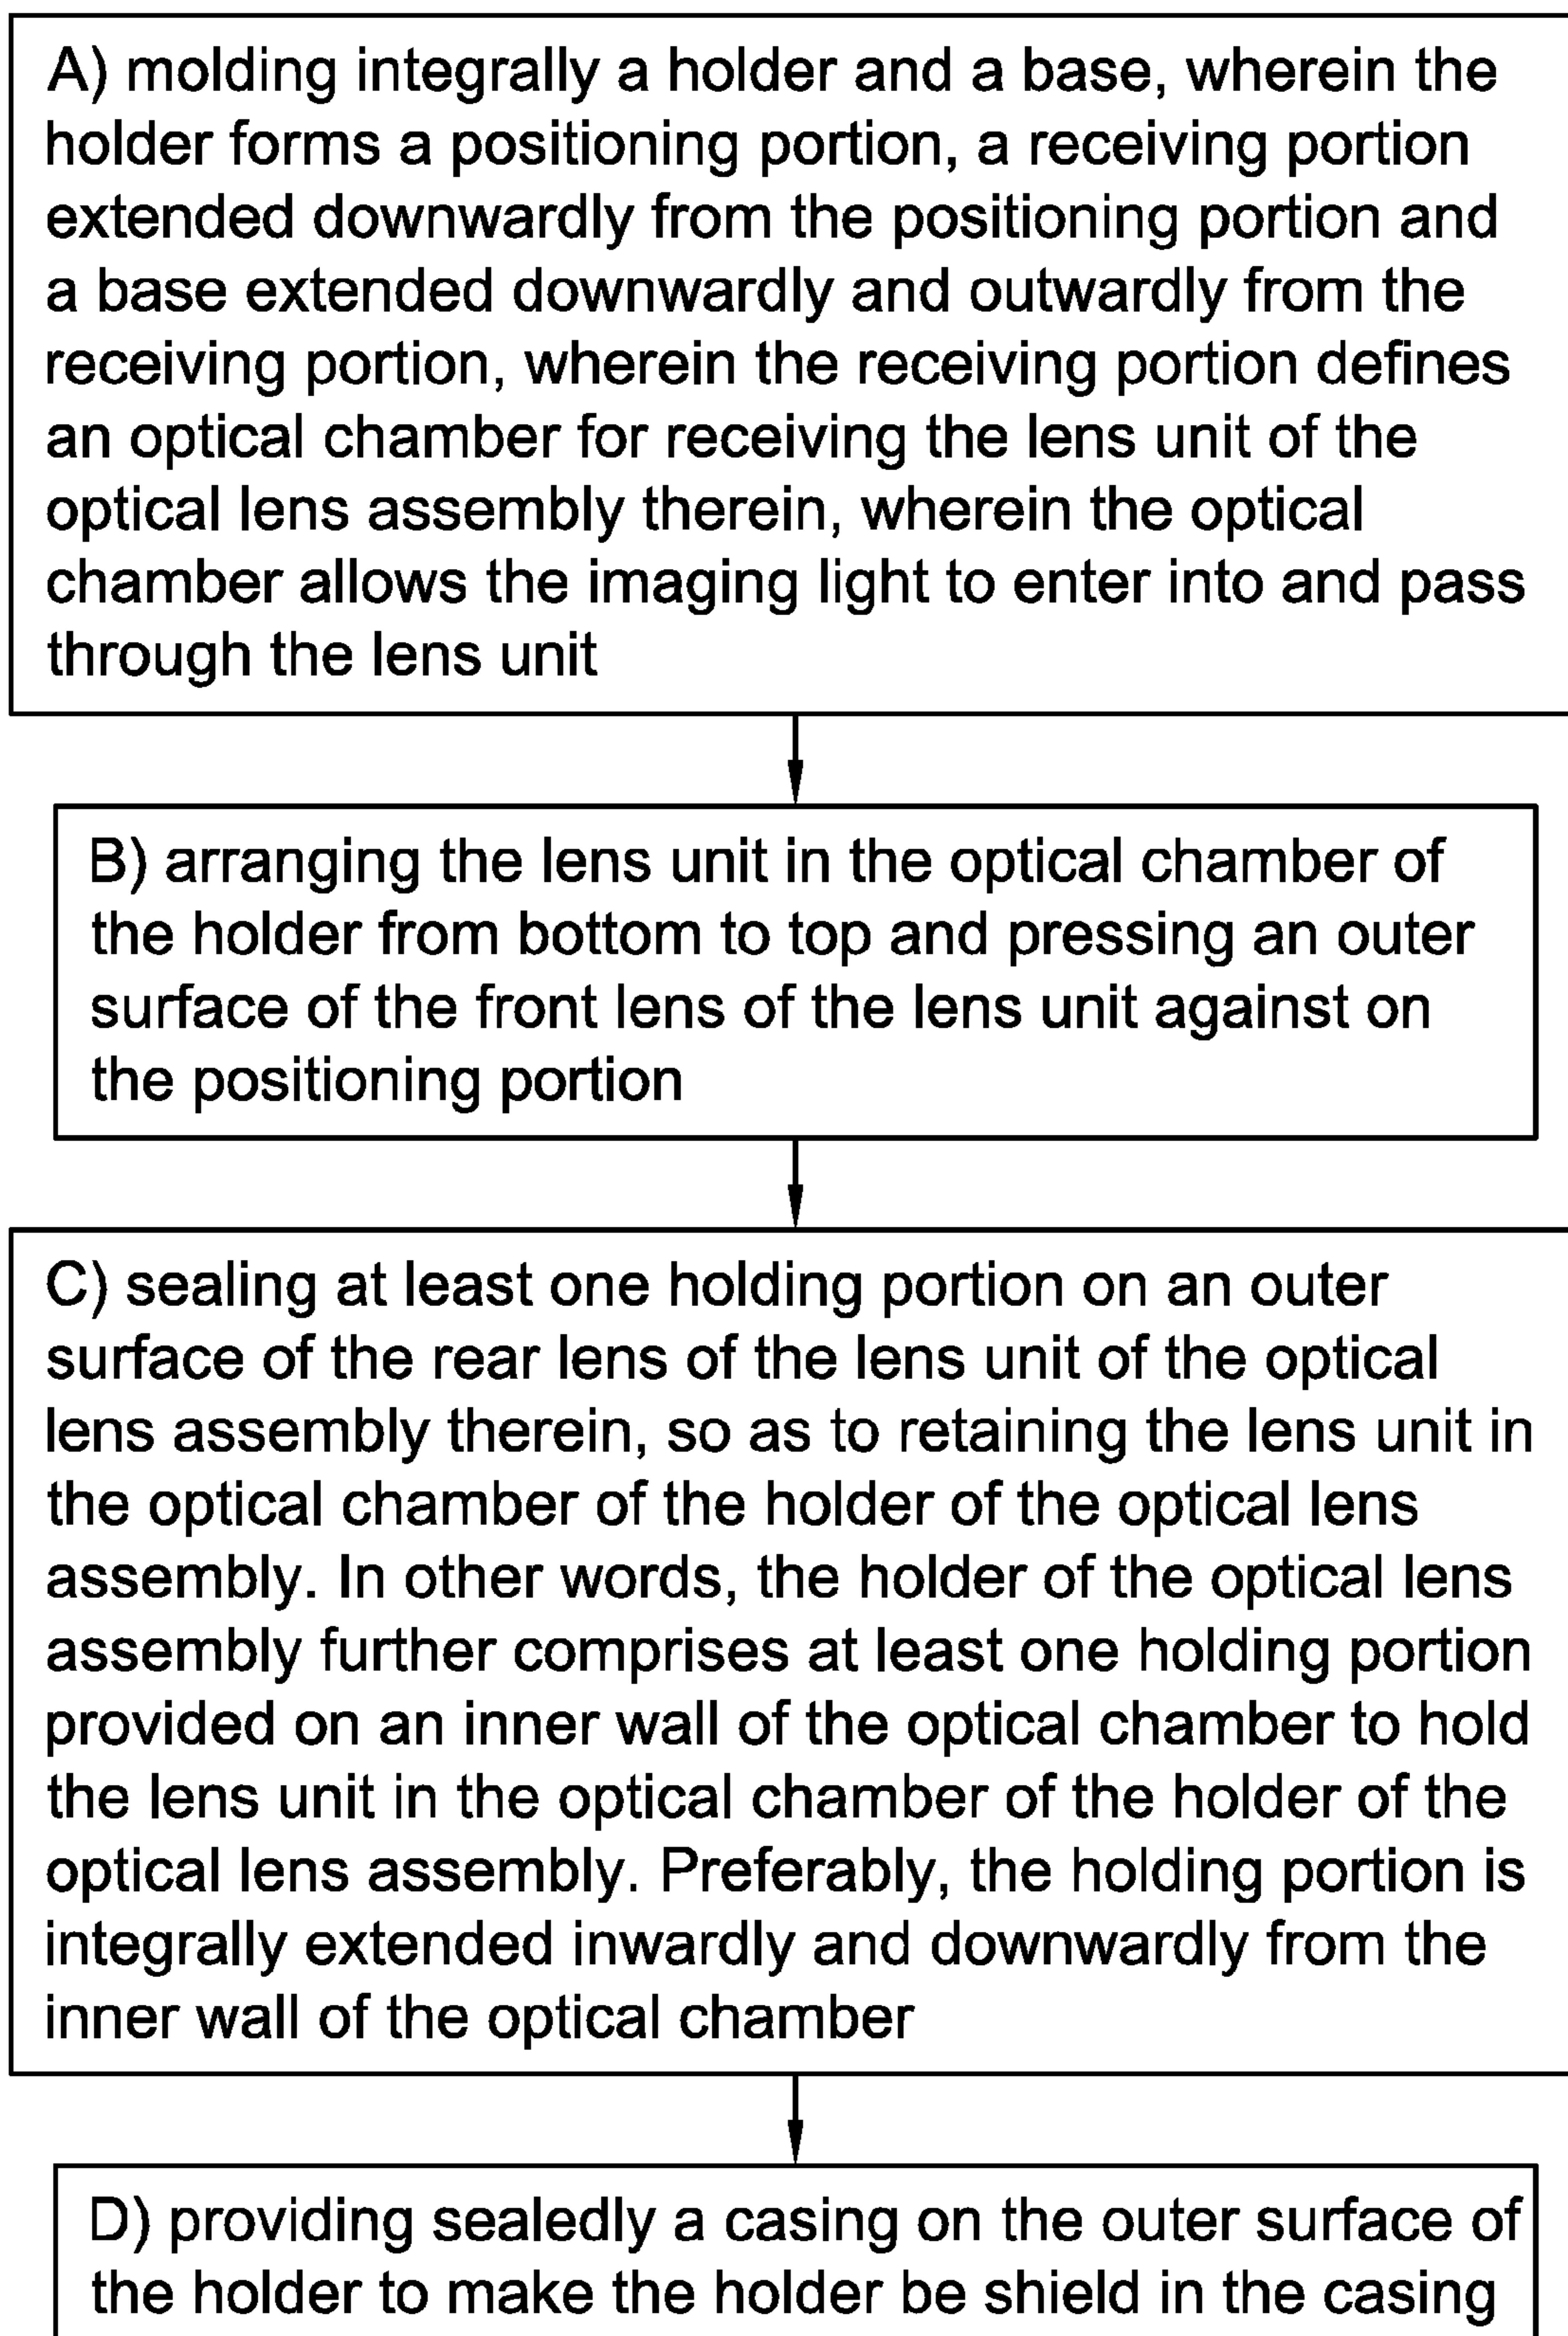 A) molding integrally a holder and a base, wherein the
holder forms a positioning portion, a receiving portion
extended downwardly from the positioning portion and
a base extended downwardly and outwardly from the
receiving portion, wherein the receiving portion defines
an optical chamber for receiving the lens unit of the
optical lens assembly therein, wherein the optical
chamber allows the imaging light to enter into and pass
through the lens unit
B) arranging the lens unit in the optical chamber of
the holder from bottom to top and pressing an outer
surface of the front lens of the lens unit against on
the positioning portion
C) sealing at least one holding portion on an outer
surface of the rear lens of the lens unit of the optical
lens assembly therein, so as to retaining the lens unit in
the optical chamber of the holder of the optical lens
assembly. In other words, the holder of the optical lens
assembly further comprises at least one holding portion
provided on an inner wall of the optical chamber to hold
the lens unit in the optical chamber of the holder of the
optical lens assembly. Preferably, the holding portion is
integrally extended inwardly and downwardly from the
inner wall of the optical chamber
D) providing sealedly a casing on the outer surface of
the holder to make the holder be shield in the casing